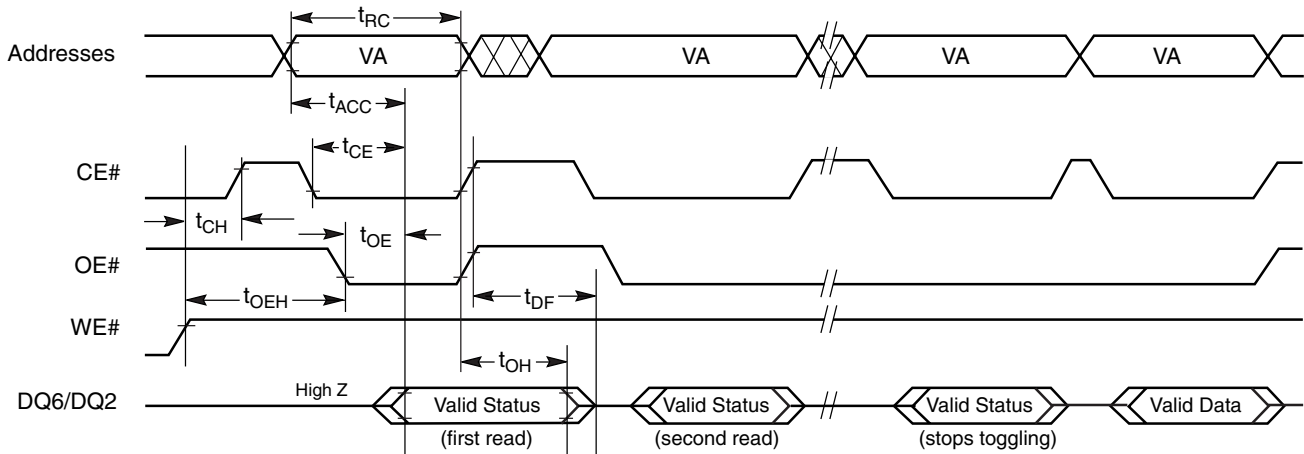 tRC
Addresses VA VA VA VA
tACC
tCE
CE#
tCH tOE
OE#
tOEH tDF
WE#
tOH
High Z
DQ6/DQ2 Valid Status Valid Status Valid Status Valid Data
(first read) (second read) (stops toggling)